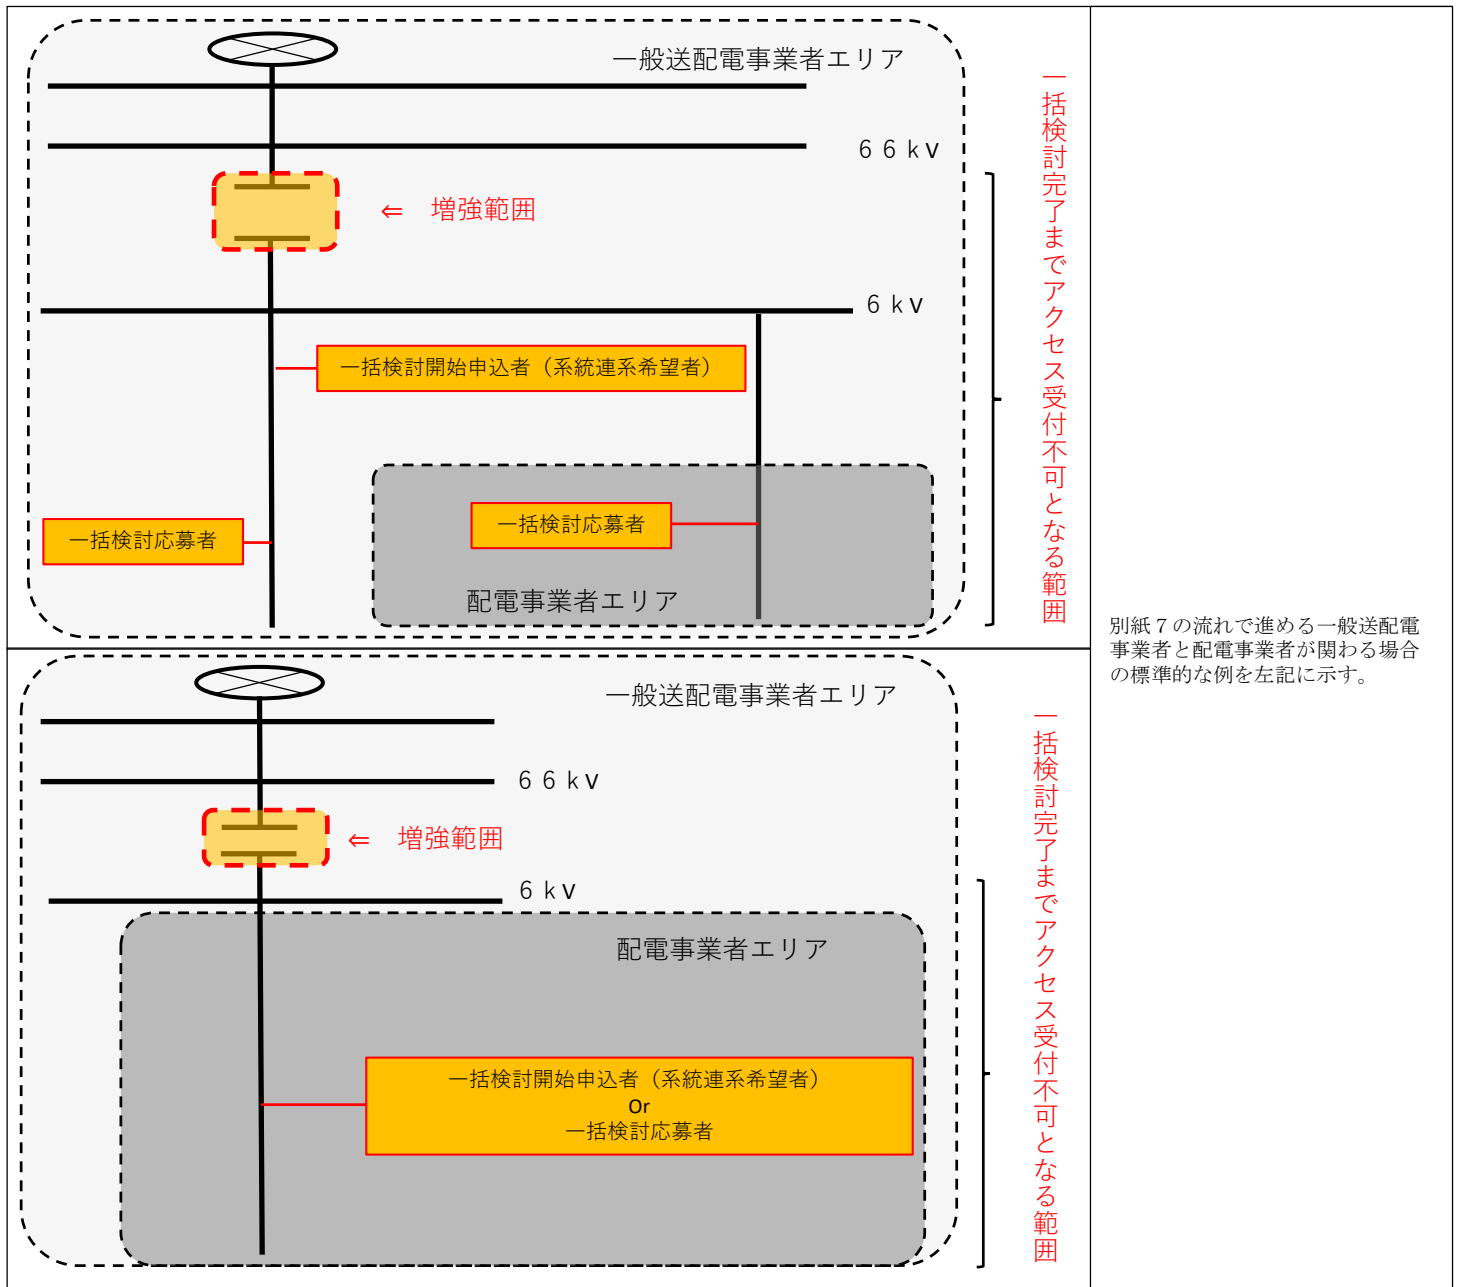 一般送配電事業者エリア
６６ｋＶ
⇐　増強範囲
６ｋＶ
一括検討開始申込者（系統連系希望者）
一括検討応募者
一括検討応募者
配電事業者エリア
一括検討完了までアクセス受付不可となる範囲
一般送配電事業者エリア
６６ｋＶ
⇐　増強範囲
６ｋＶ
配電事業者エリア
一括検討開始申込者（系統連系希望者）
Or
一括検討応募者
一括検討完了までアクセス受付不可となる範囲
別紙７の流れで進める一般送配電
事業者と配電事業者が関わる場合
の標準的な例を左記に示す。